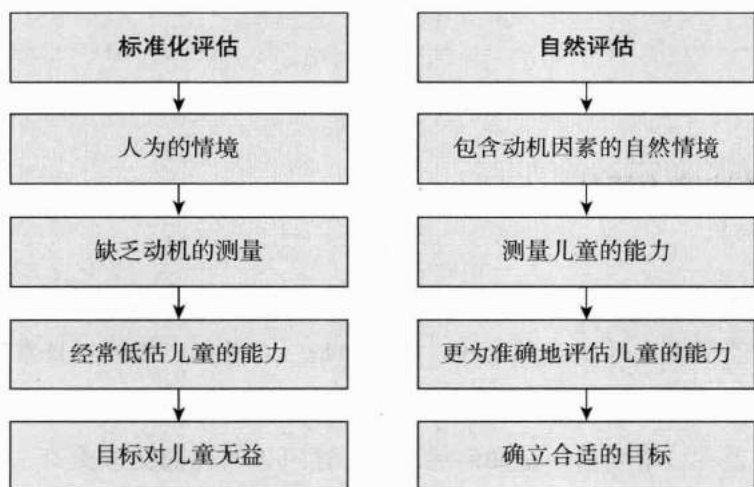 标准化评估
人为的情境
缺乏动机的测量
经常低估儿童的能力
目标对儿童无益
自然评估
包含动机因素的自然情境
测量儿童的能力
更为准确地评估儿童的能力
确立合适的目标